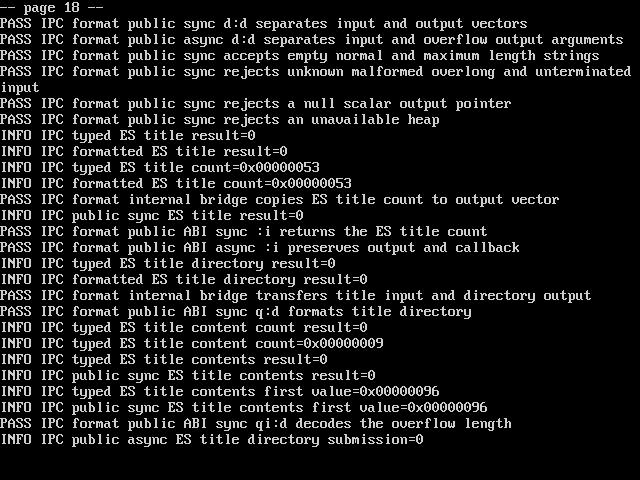 -- page 18 --
PASS IPC format public sync d:d separates input and output vectors
PASS IPC format public async d:d separates input and overflow output arguments
PASS IPC format public sync accepts empty normal and maximum length strings
PASS IPC format public sync rejects unknown malformed overlong and unterminated
input
PASS IPC format public sync rejects a null scalar output pointer
PASS IPC format public sync rejects an unavailable heap
INFO IPC typed ES title result=0
INFO IPC formatted ES title result=0
INFO IPC typed ES title count=0x00000053
INFO IPC formatted ES title count=0x00000053
PASS IPC format internal bridge copies ES title count to output vector
INFO IPC public sync ES title result=0
PASS IPC format public ABI sync :i returns the ES title count
PASS IPC format public ABI async :i preserves output and callback
INFO IPC typed ES title directory result=0
INFO IPC formatted ES title directory result=0
PASS IPC format internal bridge transfers title input and directory output
PASS IPC format public ABI sync q:d formats title directory
INFO IPC typed ES title content count result=0
INFO IPC typed ES title content count=0x00000009
INFO IPC typed ES title contents result=0
INFO IPC public sync ES title contents result=0
INFO IPC typed ES title contents first value=0x00000096
INFO IPC public sync ES title contents first value=0x00000096
PASS IPC format public ABI sync qi:d decodes the overflow length
INFO IPC public async ES title directory submission=0